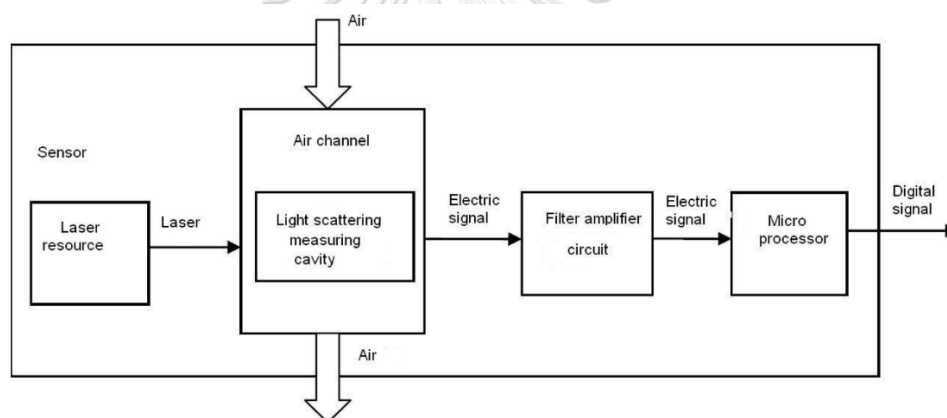 Air
Sensor
Air channel
Laser
resource
Laser
Light scattering
measuring
cavity
Electric
signal
Filter amplifier
circuit
Electric
signal
Micro
processor
Digital
signal
Air